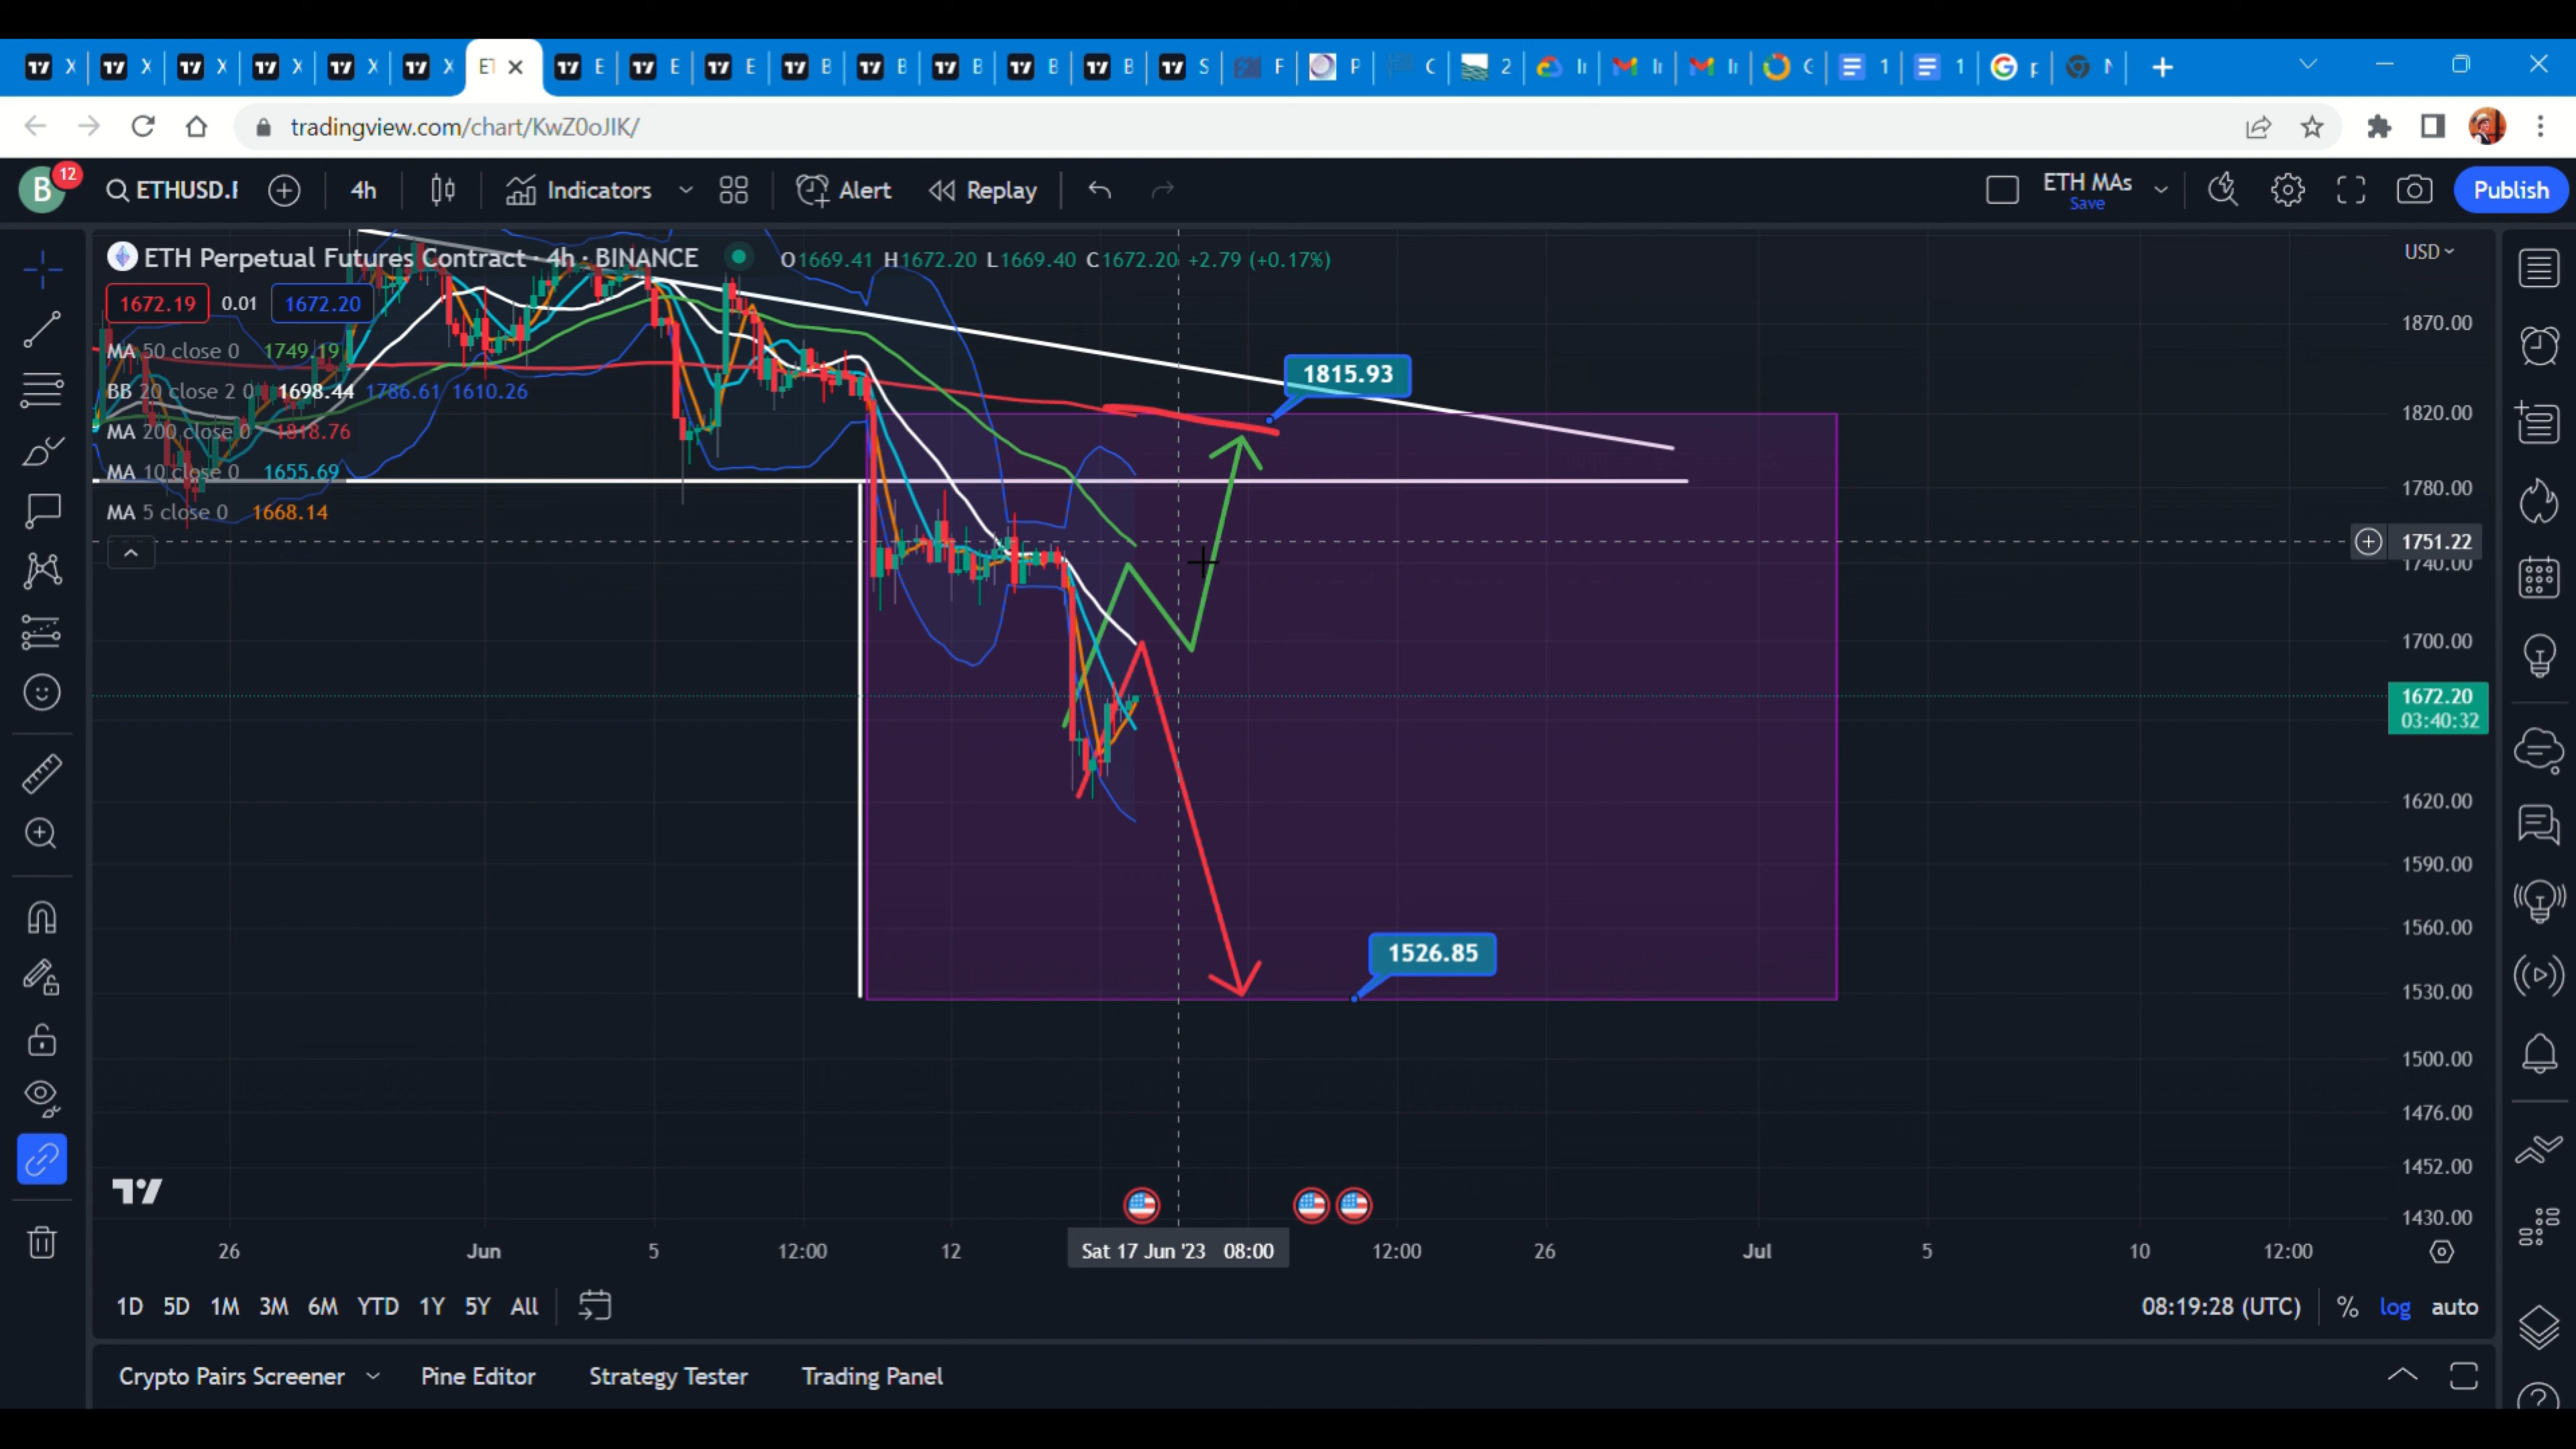 X X X X X X ET E E E B B B B B S F P C 2 I I I G 1 1 p N
tradingview.com/chart/KwZ0oJIK/
B 12 ETHUSD.P 4h Indicators Alert Replay ETH MAs Save Publish
ETH Perpetual Futures Contract · 4h · BINANCE O1669.41 H1672.20 L1669.40 C1672.20 +2.79 (+0.17%) USD
1672.19 0.01 1672.20
1870.00
MA 50 close 0 1749.19
1815.93
BB 20 close 2 0 1698.44 1786.61 1610.26
1820.00
MA 200 close 0 1818.76
MA 10 close 0 1655.69
1780.00
MA 5 close 0 1668.14
1751.22
1740.00
1700.00
1672.20
03:40:32
1620.00
1590.00
1560.00
1526.85
1530.00
1500.00
1476.00
1452.00
1430.00
26 Jun 5 12:00 12 Sat 17 Jun '23 08:00 12:00 26 Jul 5 10 12:00
1D 5D 1M 3M 6M YTD 1Y 5Y All 08:19:28 (UTC) % log auto
Crypto Pairs Screener Pine Editor Strategy Tester Trading Panel